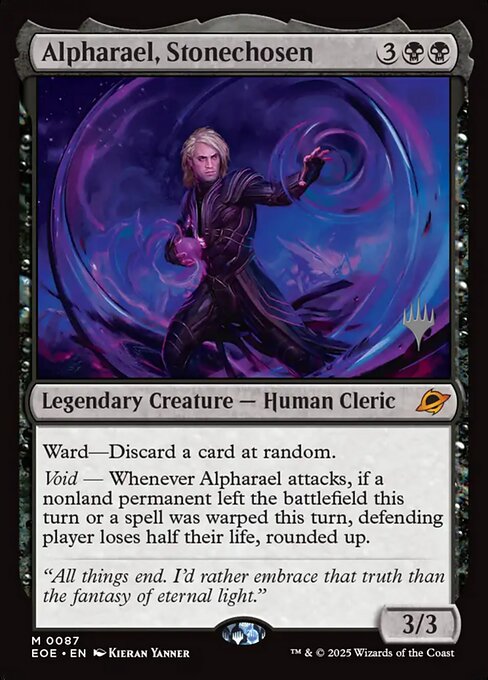 Alpharael, Stonechosen 3
Legendary Creature — Human Cleric
Ward—Discard a card at random.
Void — Whenever Alpharael attacks, if a
nonland permanent left the battlefield this
turn or a spell was warped this turn, defending
player loses half their life, rounded up.
“All things end. I’d rather embrace that truth than
the fantasy of eternal light.”
3/3
M 0087
EOE • EN Kieran Yanner
™ & © 2025 Wizards of the Coast